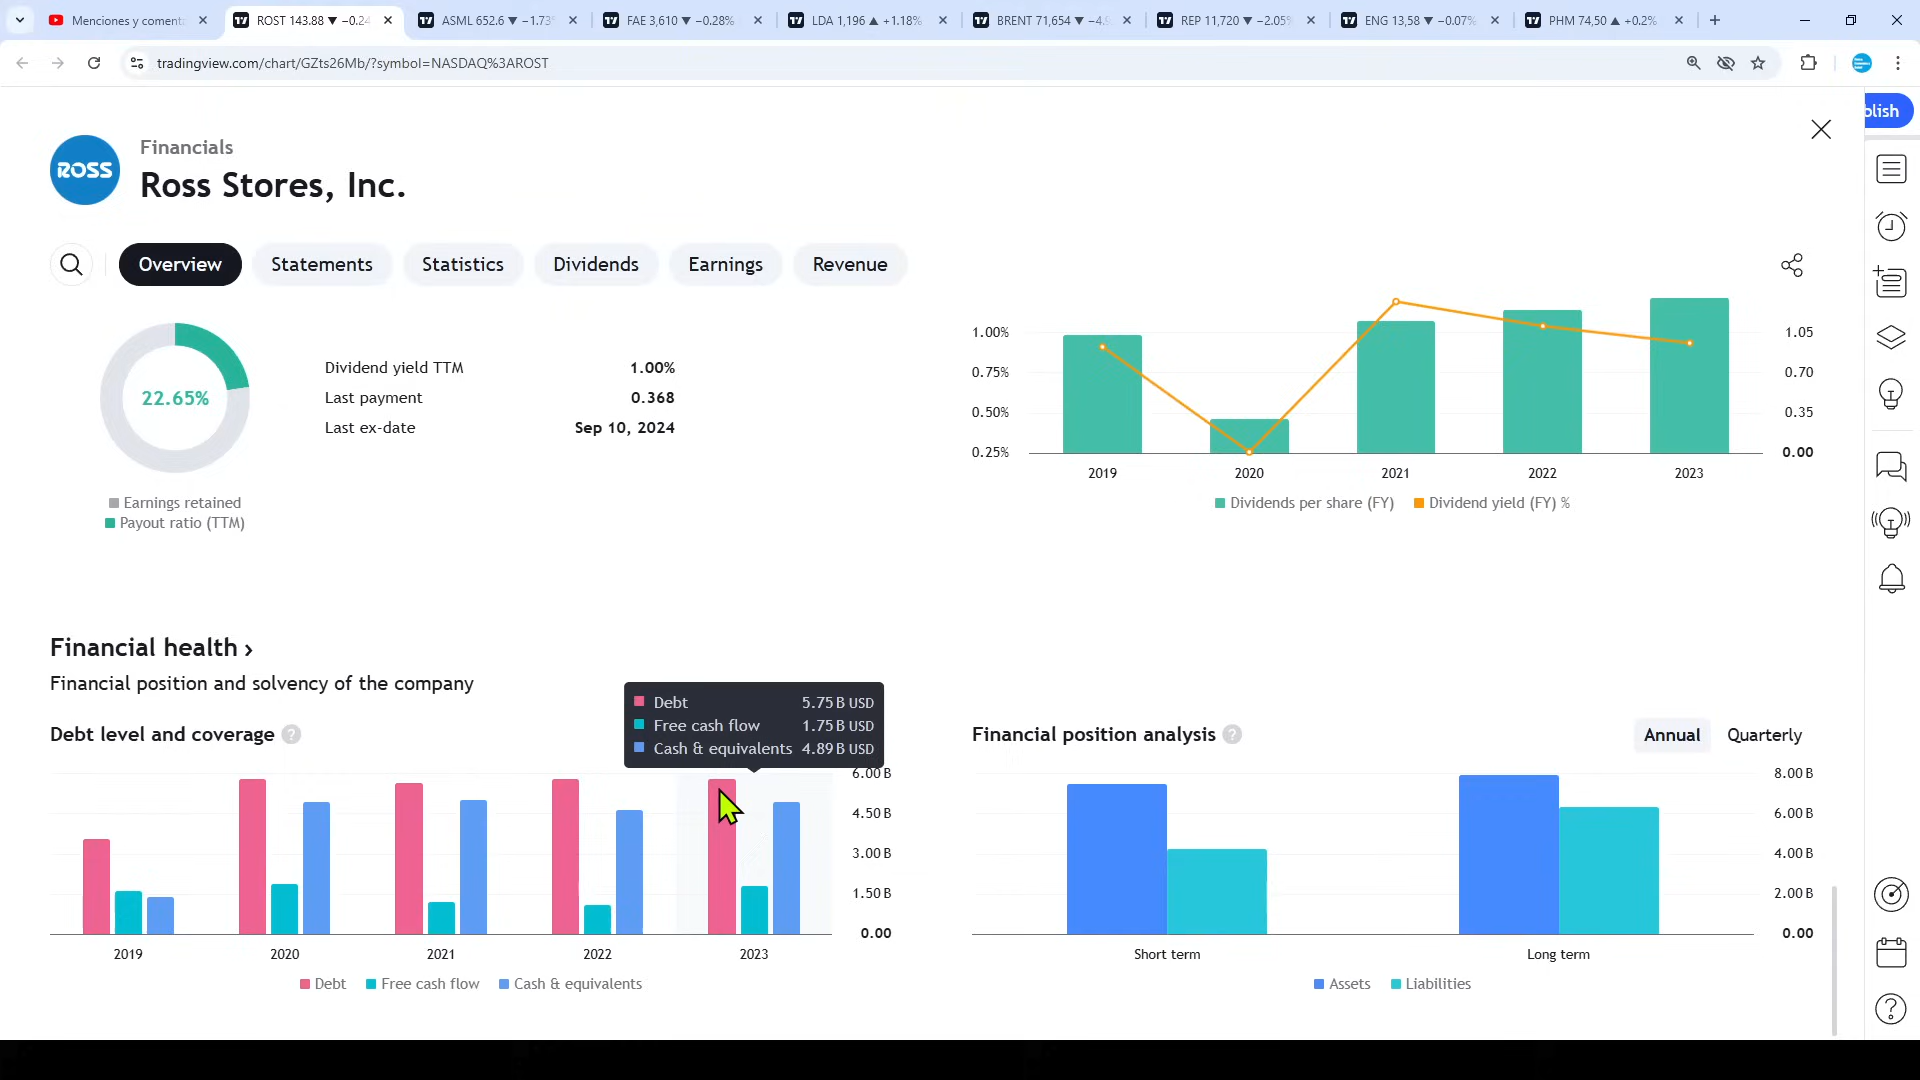 Menciones y coment
ROST 143.88 ▼ −0.24
ASML 652.6 ▼ −1.73
FAE 3,610 ▼ −0.28%
LDA 1,196 ▲ +1.18%
BRENT 71,654 ▼ −4.9
REP 11,720 ▼ −2.05
ENG 13,58 ▼ −0.07%
PHM 74,50 ▲ +0.2%
tradingview.com/chart/GZts26Mb/?symbol=NASDAQ%3AROST
blish
ROSS
Financials
Ross Stores, Inc.
Overview
Statements
Statistics
Dividends
Earnings
Revenue
22.65%
Earnings retained
Payout ratio (TTM)
Dividend yield TTM 1.00%
Last payment 0.368
Last ex-date Sep 10, 2024
1.00% 1.05
0.75% 0.70
0.50% 0.35
0.25% 0.00
2019 2020 2021 2022 2023
Dividends per share (FY) Dividend yield (FY) %
Financial health ›
Financial position and solvency of the company
Debt level and coverage ?
Debt 5.75 B USD
Free cash flow 1.75 B USD
Cash & equivalents 4.89 B USD
6.00 B
4.50 B
3.00 B
1.50 B
0.00
2019 2020 2021 2022 2023
Debt Free cash flow Cash & equivalents
Financial position analysis ?
Annual Quarterly
8.00 B
6.00 B
4.00 B
2.00 B
0.00
Short term Long term
Assets Liabilities